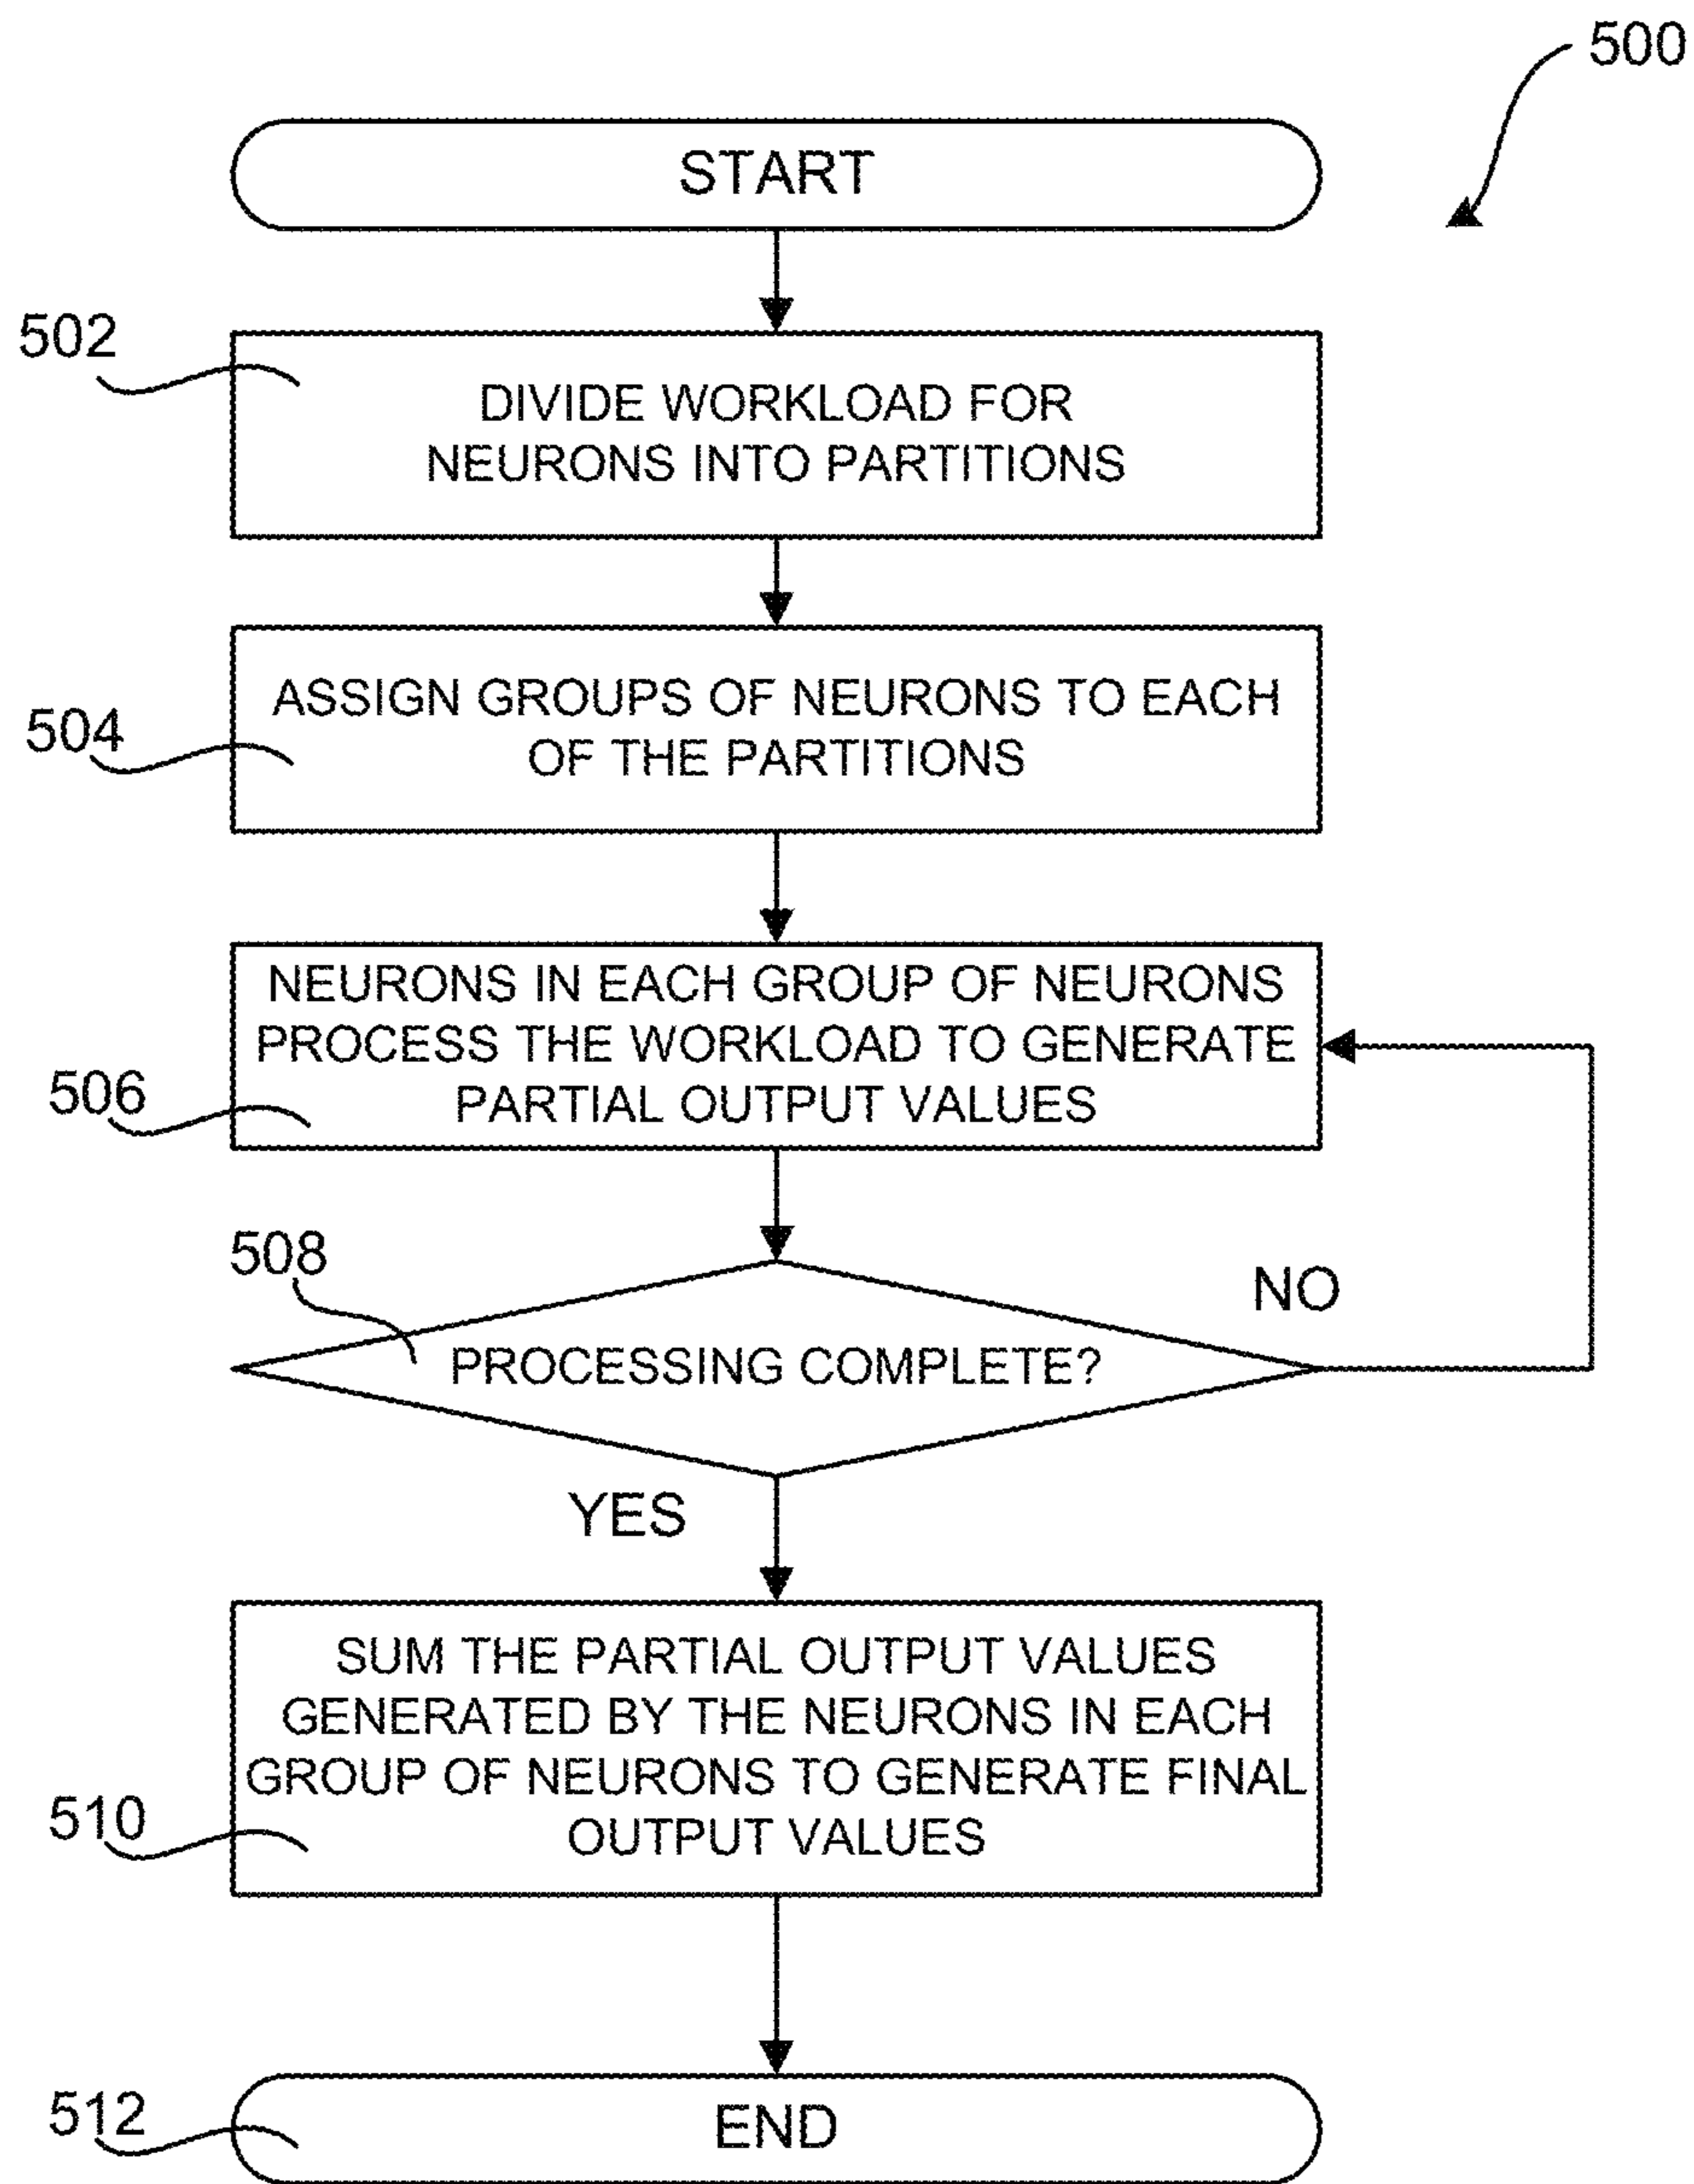 500
START
502
DIVIDE WORKLOAD FOR
NEURONS INTO PARTITIONS
504
ASSIGN GROUPS OF NEURONS TO EACH
OF THE PARTITIONS
506
NEURONS IN EACH GROUP OF NEURONS
PROCESS THE WORKLOAD TO GENERATE
PARTIAL OUTPUT VALUES
508
PROCESSING COMPLETE?
NO
YES
510
SUM THE PARTIAL OUTPUT VALUES
GENERATED BY THE NEURONS IN EACH
GROUP OF NEURONS TO GENERATE FINAL
OUTPUT VALUES
512
END